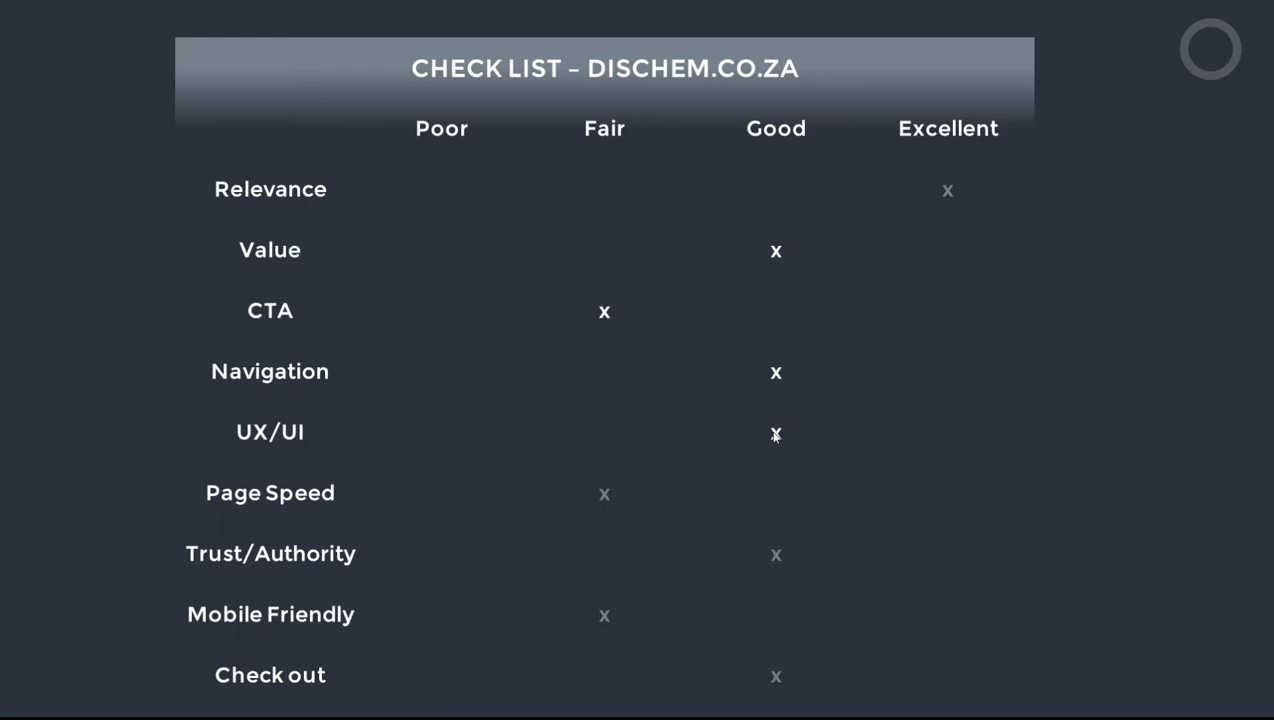 CHECK LIST – DISCHEM.CO.ZA
Poor Fair Good Excellent
Relevance x
Value x
CTA x
Navigation x
UX/UI x
Page Speed x
Trust/Authority x
Mobile Friendly x
Check out x